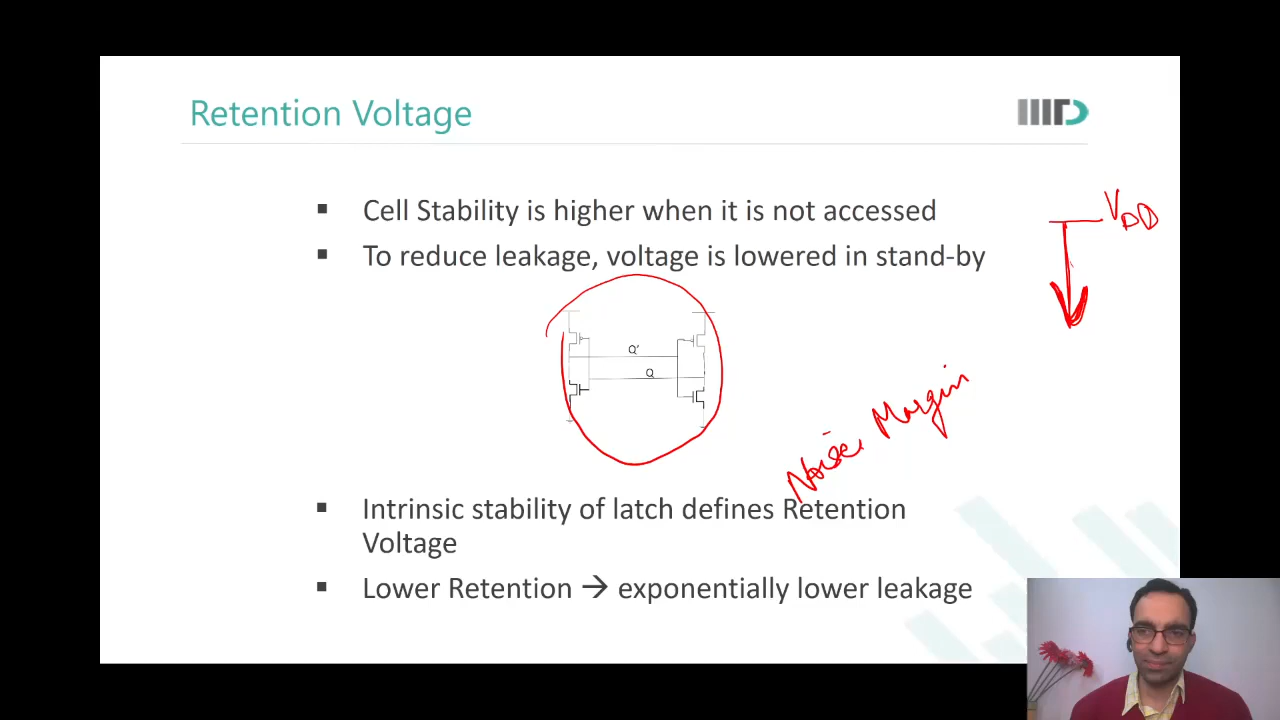 Retention Voltage
IIITD
▪ Cell Stability is higher when it is not accessed
▪ To reduce leakage, voltage is lowered in stand-by
VDD
Q'
Q
Noise Margin
▪ Intrinsic stability of latch defines Retention
Voltage
▪ Lower Retention → exponentially lower leakage